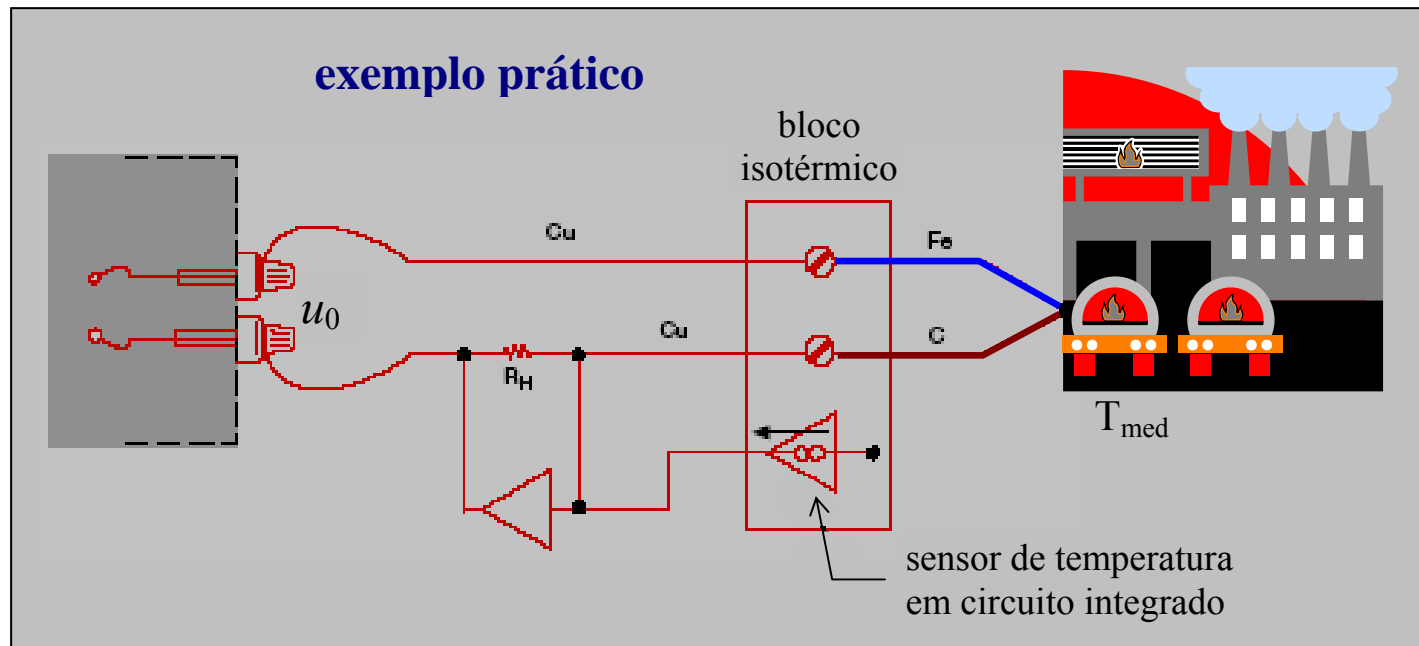 exemplo prático
bloco
isotérmico
Cu
Fe
u0
Cu
C
RH
Tmed
sensor de temperatura
em circuito integrado